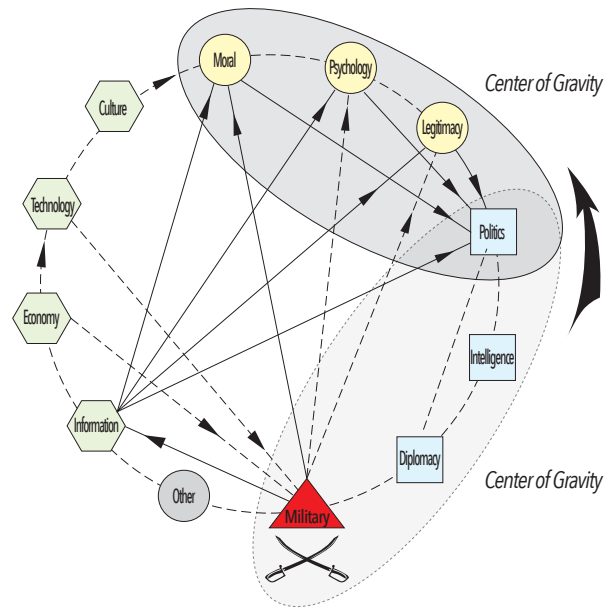 Moral
Psychology
Center of Gravity
Culture
Legitimacy
Technology
Politics
Economy
Intelligence
Information
Diplomacy
Center of Gravity
Other
Military